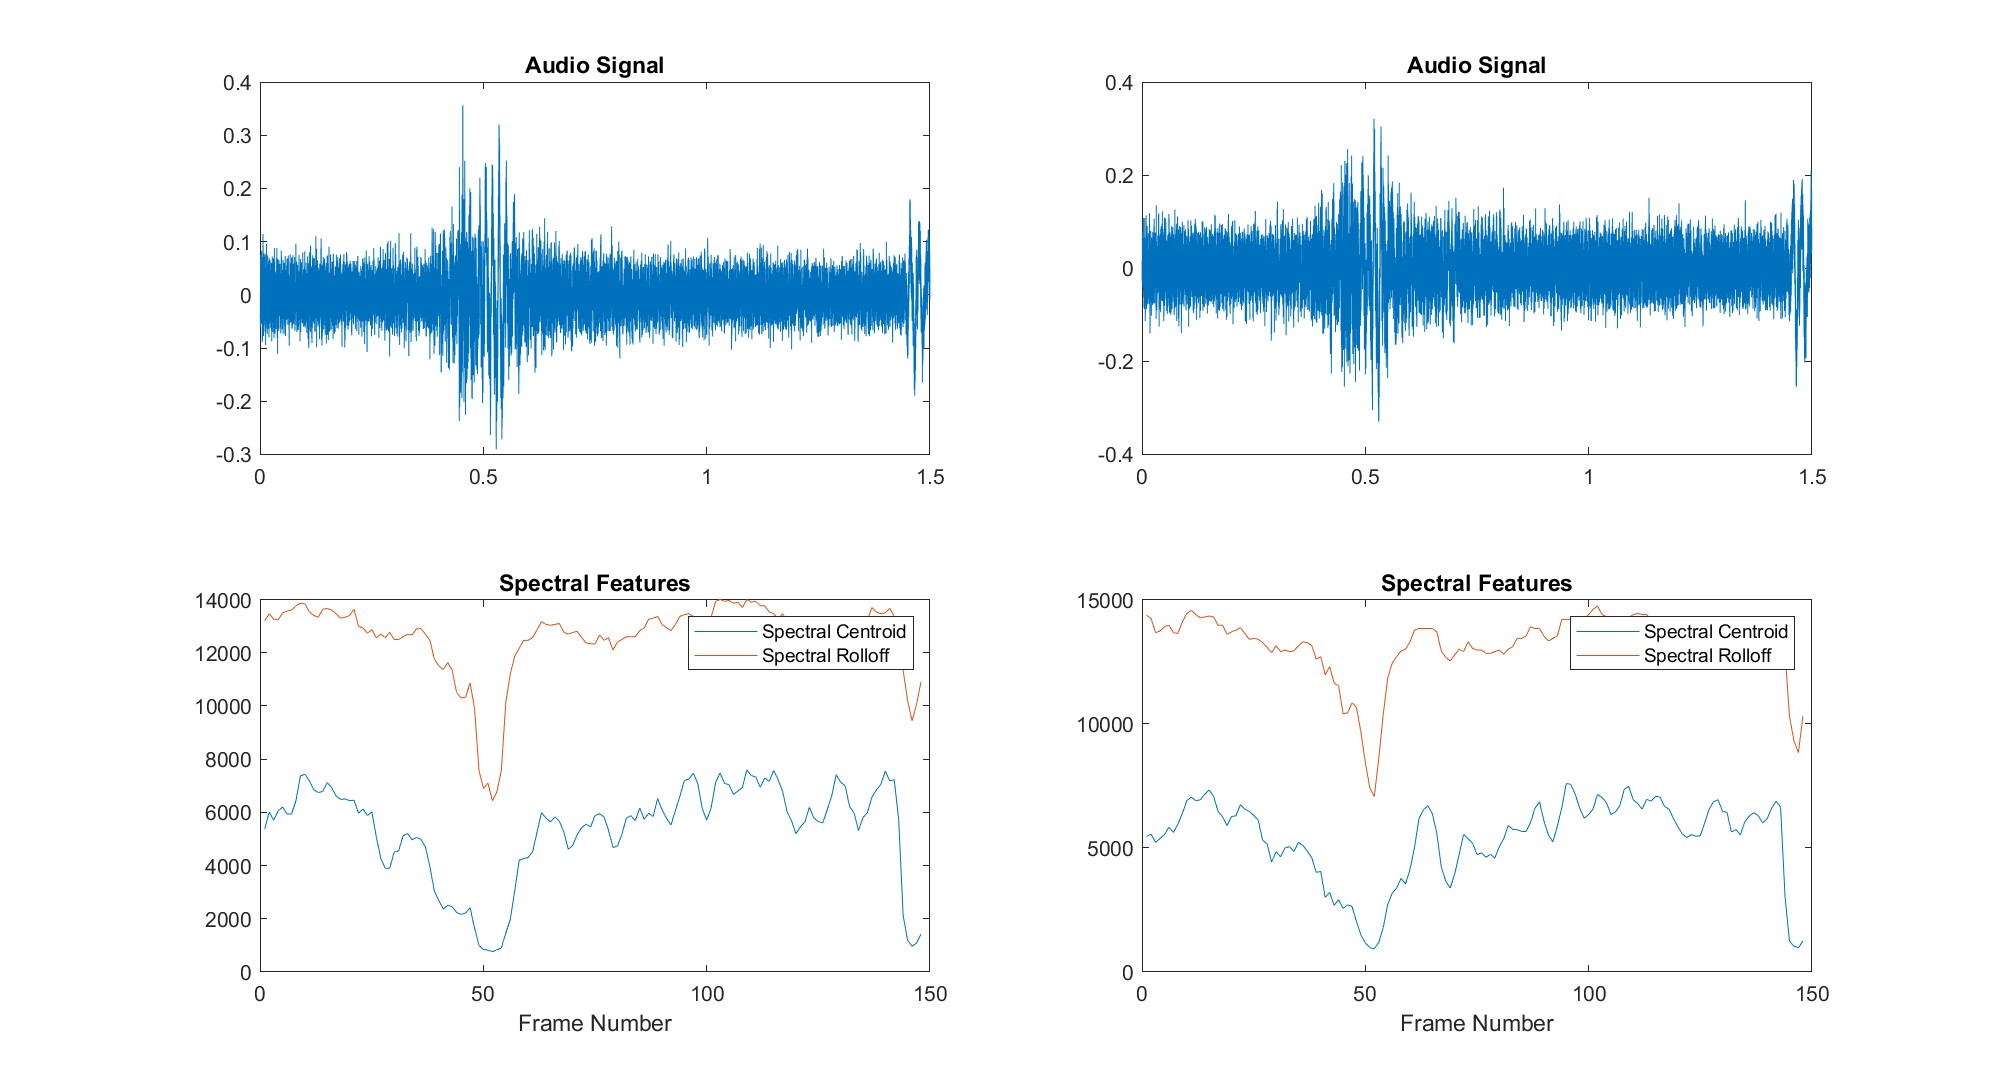 Audio Signal
0.4
0.3
0.2
0.1
0
-0.1
-0.2
-0.3
0 0.5 1 1.5
Audio Signal
0.4
0.2
0
-0.2
-0.4
0 0.5 1 1.5
Spectral Features
14000
12000
10000
8000
6000
4000
2000
0
Spectral Centroid
Spectral Rolloff
0 50 100 150
Frame Number
Spectral Features
15000
10000
5000
0
Spectral Centroid
Spectral Rolloff
0 50 100 150
Frame Number